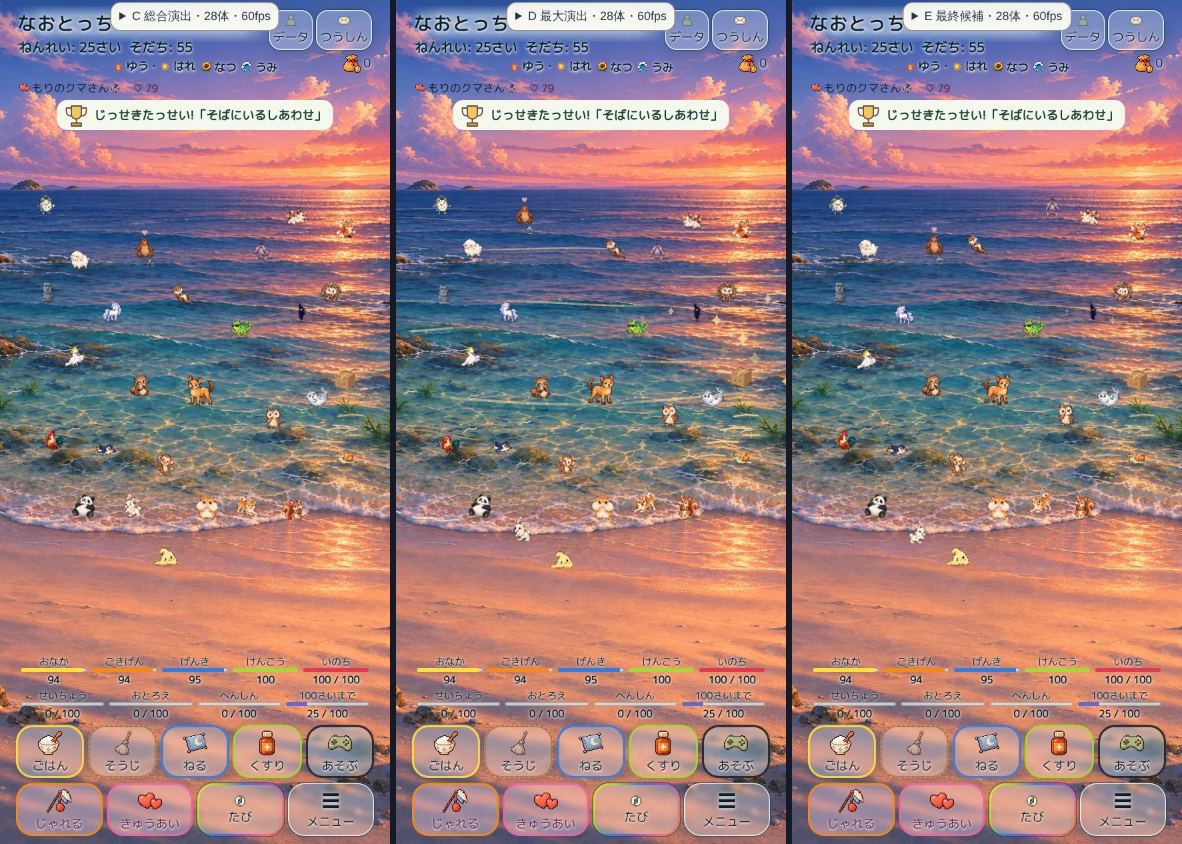 ▶ C 総合演出・28体・60fps
なおとっち
データ
つうしん
ねんれい: 25さい そだち: 55
ゆう・はれ なつ うみ
0
もりのクマさん
♡ 79
じっせきたっせい!「そばにいるしあわせ」
おなか ごきげん げんき けんこう いのち
94 94 95 100 100 / 100
せいちょう おとろえ へんしん 100さいまで
0 / 100 0 / 100 0 / 100 25 / 100
ごはん そうじ ねる くすり あそぶ
じゃれる きゅうあい たび メニュー
▶ D 最大演出・28体・60fps
なおとっち
データ
つうしん
ねんれい: 25さい そだち: 55
ゆう・はれ なつ うみ
0
もりのクマさん
♡ 79
じっせきたっせい!「そばにいるしあわせ」
おなか ごきげん げんき けんこう いのち
94 94 95 100 100 / 100
せいちょう おとろえ へんしん 100さいまで
0 / 100 0 / 100 0 / 100 25 / 100
ごはん そうじ ねる くすり あそぶ
じゃれる きゅうあい たび メニュー
▶ E 最終候補・28体・60fps
なおとっち
データ
つうしん
ねんれい: 25さい そだち: 55
ゆう・はれ なつ うみ
0
もりのクマさん
♡ 79
じっせきたっせい!「そばにいるしあわせ」
おなか ごきげん げんき けんこう いのち
94 94 95 100 100 / 100
せいちょう おとろえ へんしん 100さいまで
0 / 100 0 / 100 0 / 100 25 / 100
ごはん そうじ ねる くすり あそぶ
じゃれる きゅうあい たび メニュー